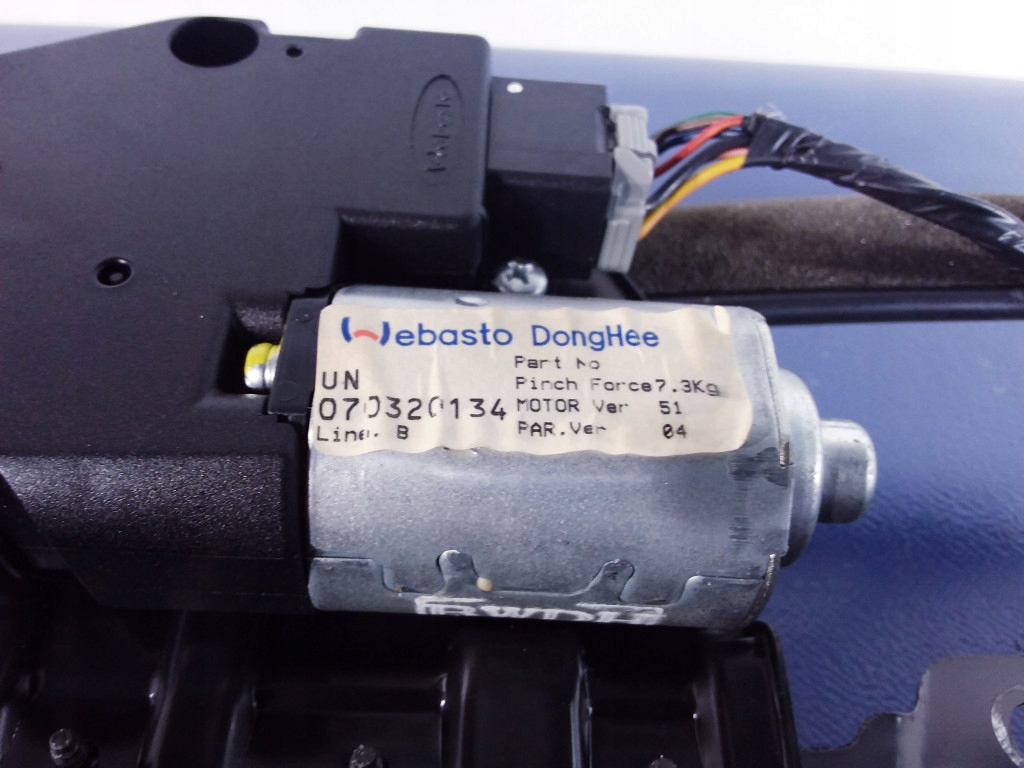 Webasto DongHee
Part No
UN
Pinch Force7.3Kg
070320134
MOTOR Ver 51
Line. B
PAR.Ver 04